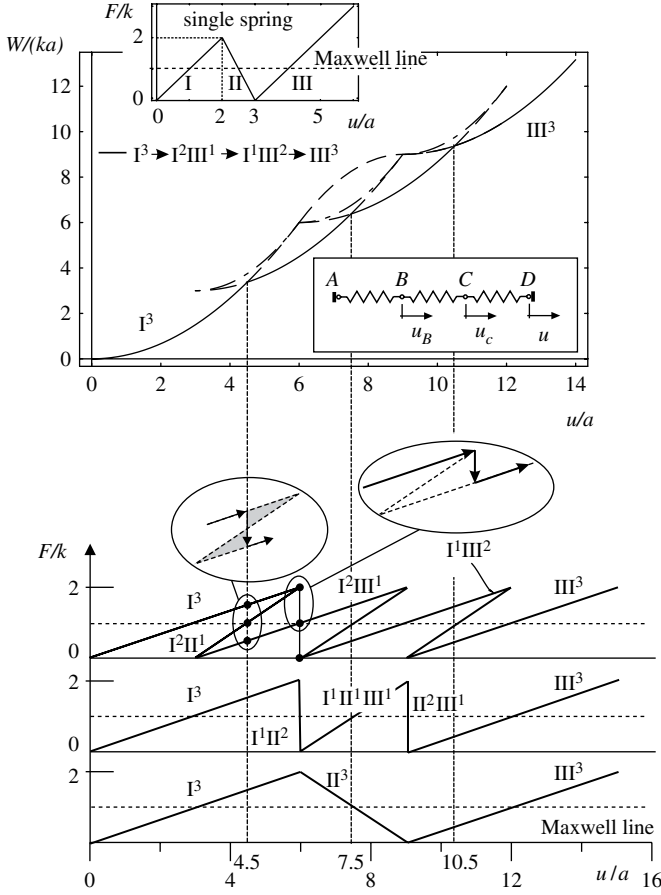 F/k
W/(ka)
single spring
2
Maxwell line
I II III
0
0 2 3 5
u/a
12
10
8
6
4
2
0
I³ → I²III¹ → I¹III² → III³
III³
A B C D
u_B u_c u
I³
0 2 4 6 8 10 12 14
u/a
I¹III²
F/k
2
0
I³
I²III¹
III³
I²II¹
2
0
I³
I¹II¹III¹
II²III¹
III³
I¹II²
2
0
I³
II³
III³
Maxwell line
4.5 7.5 10.5
0 4 8 12 16
u/a